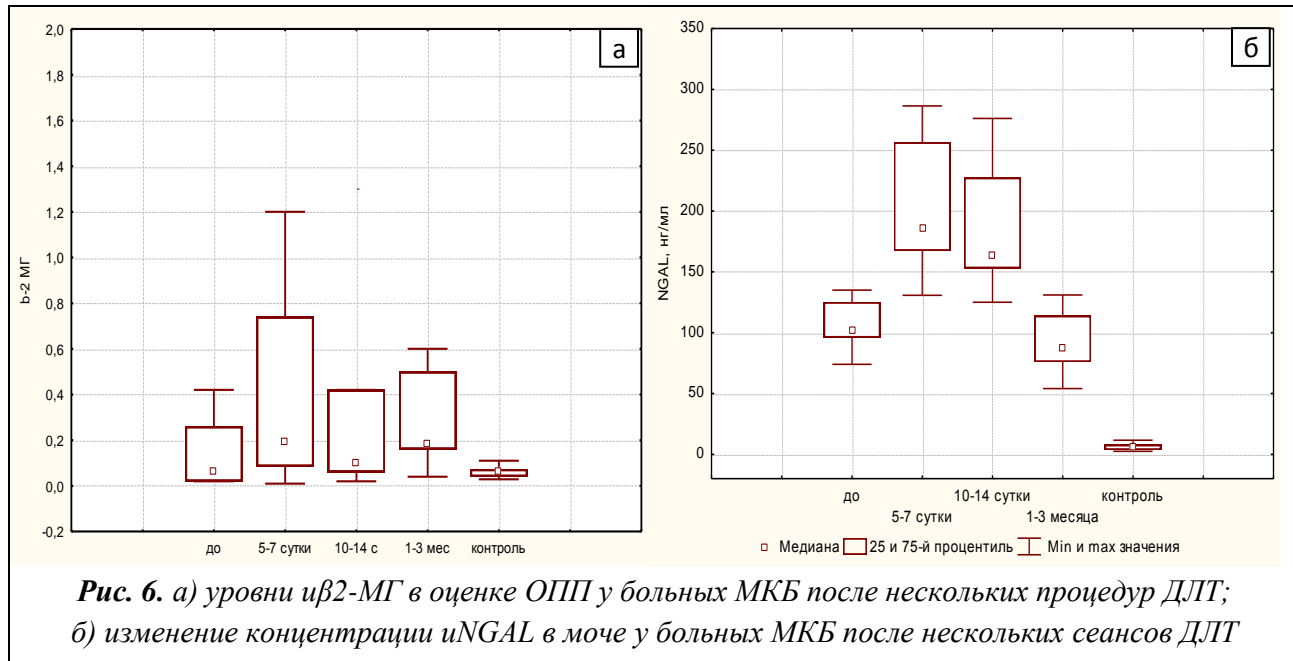 а
2,0
1,8
1,6
1,4
1,2
1,0
0,8
0,6
0,4
0,2
0,0
-0,2
b-2 МГ
до 5-7 сутки 10-14 с 1-3 мес контроль
б
350
300
250
200
150
100
50
0
NGAL, нг/мл
до 10-14 сутки контроль
5-7 сутки 1-3 месяца
Медиана 25 и 75-й процентиль Min и max значения
Рис. 6. а) уровни uβ2-МГ в оценке ОПП у больных МКБ после нескольких процедур ДЛТ;
б) изменение концентрации uNGAL в моче у больных МКБ после нескольких сеансов ДЛТ